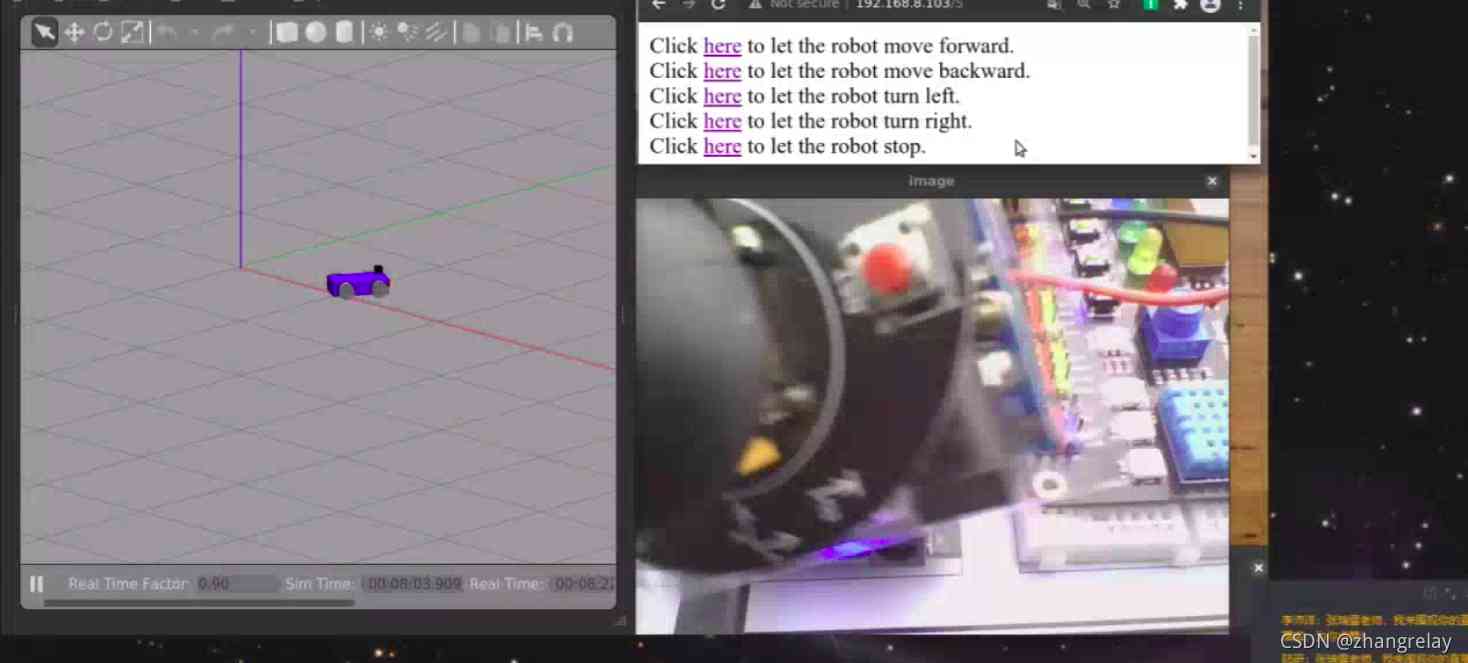 Not secure | 192.168.8.103/5
Click here to let the robot move forward.
Click here to let the robot move backward.
Click here to let the robot turn left.
Click here to let the robot turn right.
Click here to let the robot stop.
image
Real Time Factor: 0.90 Sim Time: 00:08:03.909 Real Time: 00:08:2
CSDN @zhangrelay